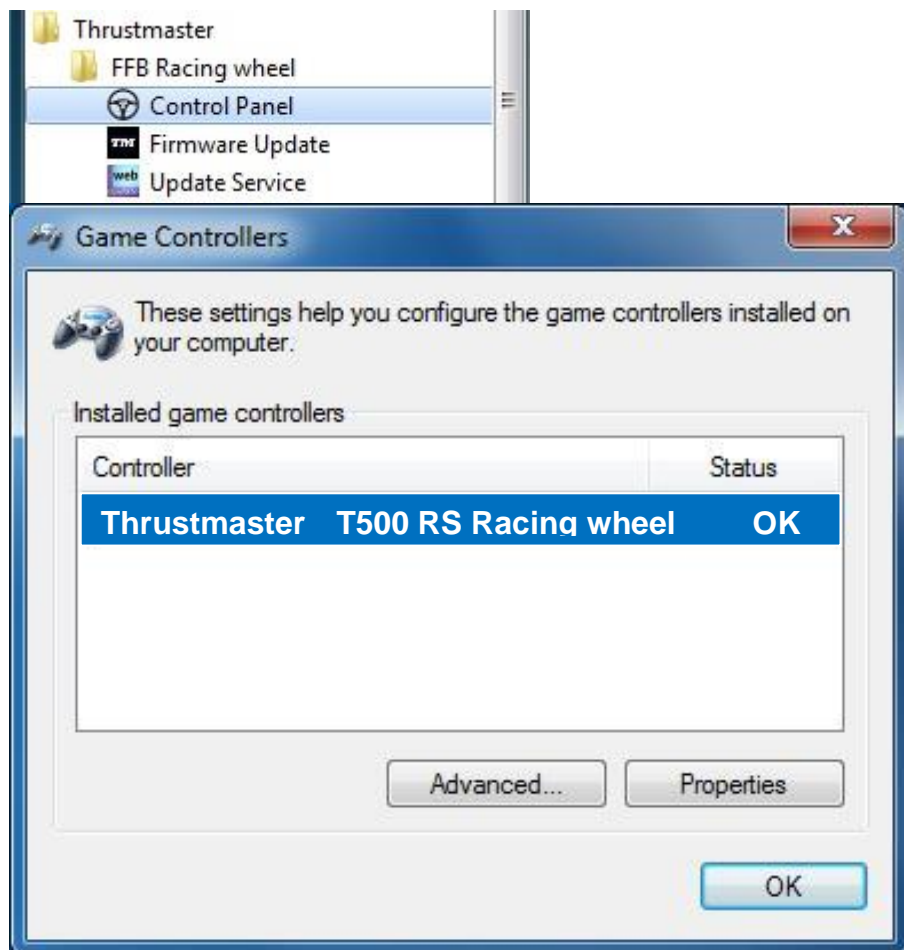 Thrustmaster
FFB Racing wheel
Control Panel
TM Firmware Update
web Update Service
Game Controllers
These settings help you configure the game controllers installed on
your computer.
Installed game controllers
Controller Status
Thrustmaster T500 RS Racing wheel OK
Advanced... Properties
OK